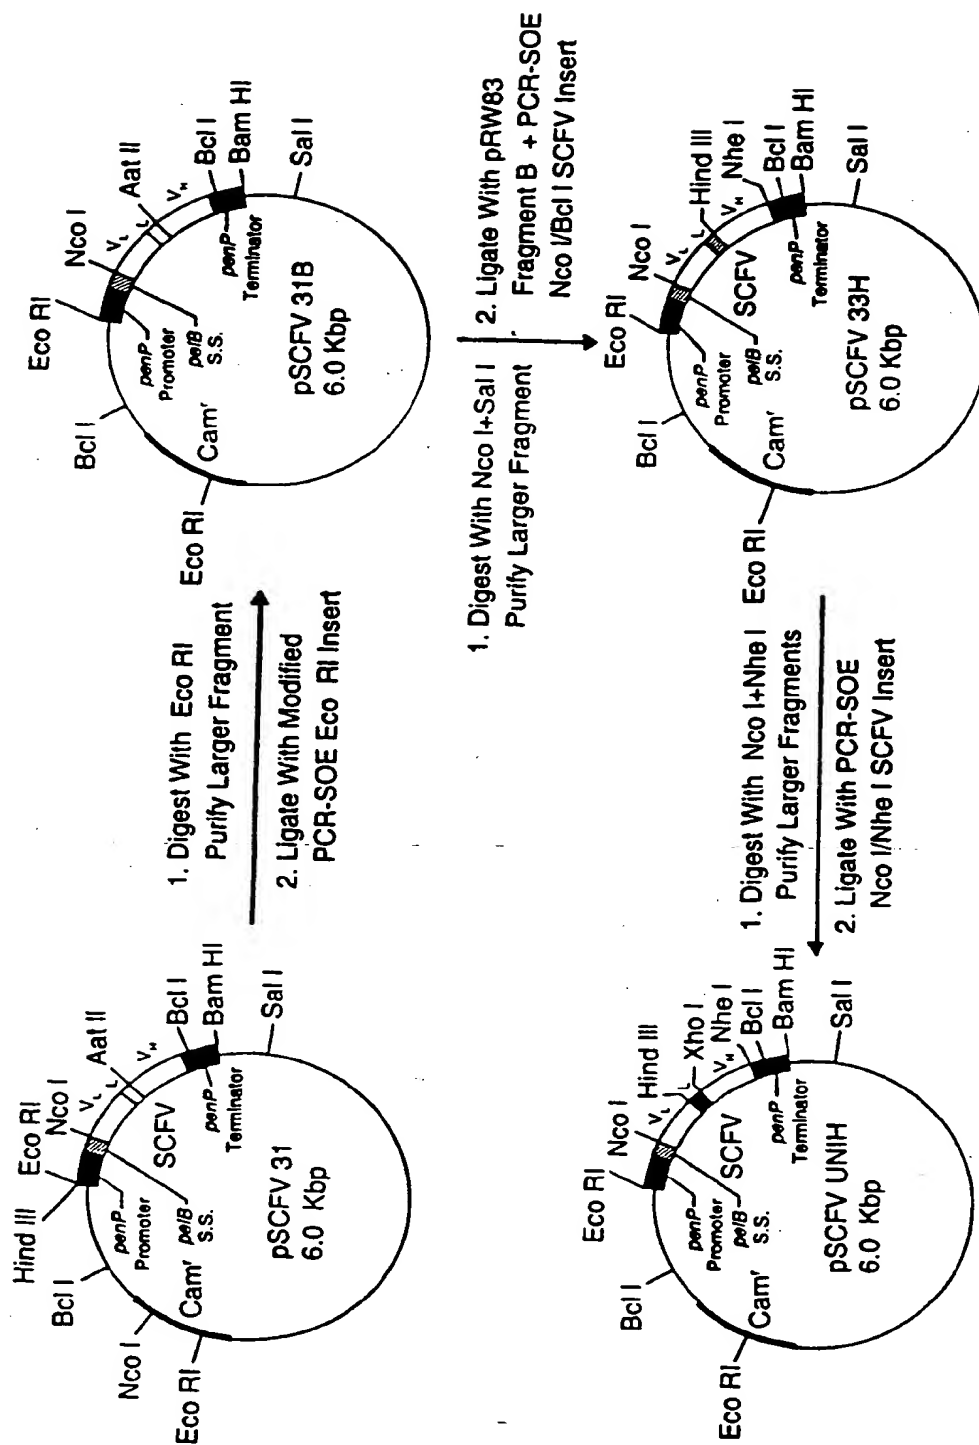 Hind III
Eco RI
Nco I
V_L
L
Aat II
V_H
Bcl I
Bam HI
Sal I
Bcl I
Nco I
Eco RI
Cam^r
penP
Promoter
pelB
S.S.
SCFV
penP
Terminator
pSCFV 31
6.0 Kbp
1. Digest With Eco RI
Purify Larger Fragment
2. Ligate With Modified
PCR-SOE Eco RI Insert
Eco RI
Nco I
V_L
L
Aat II
V_H
Bcl I
Bam HI
Sal I
Bcl I
Eco RI
Cam^r
penP
Promoter
pelB
S.S.
penP
Terminator
pSCFV 31B
6.0 Kbp
1. Digest With Nco I+Sal I
Purify Larger Fragment
2. Ligate With pRW83
Fragment B + PCR-SOE
Nco I/Bcl I SCFV Insert
Eco RI
Nco I
V_L
L
Hind III
V_H
Nhe I
Bcl I
Bam HI
Sal I
Bcl I
Eco RI
Cam^r
penP
Promoter
pelB
S.S.
SCFV
penP
Terminator
pSCFV 33H
6.0 Kbp
1. Digest With Nco I+Nhe I
Purify Larger Fragments
2. Ligate With PCR-SOE
Nco I/Nhe I SCFV Insert
Eco RI
Nco I
V_L
Hind III
L
Xho I
V_H
Nhe I
Bcl I
Bam HI
Sal I
Bcl I
Eco RI
Cam^r
penP
Promoter
pelB
S.S.
SCFV
penP
Terminator
pSCFV UNIH
6.0 Kbp